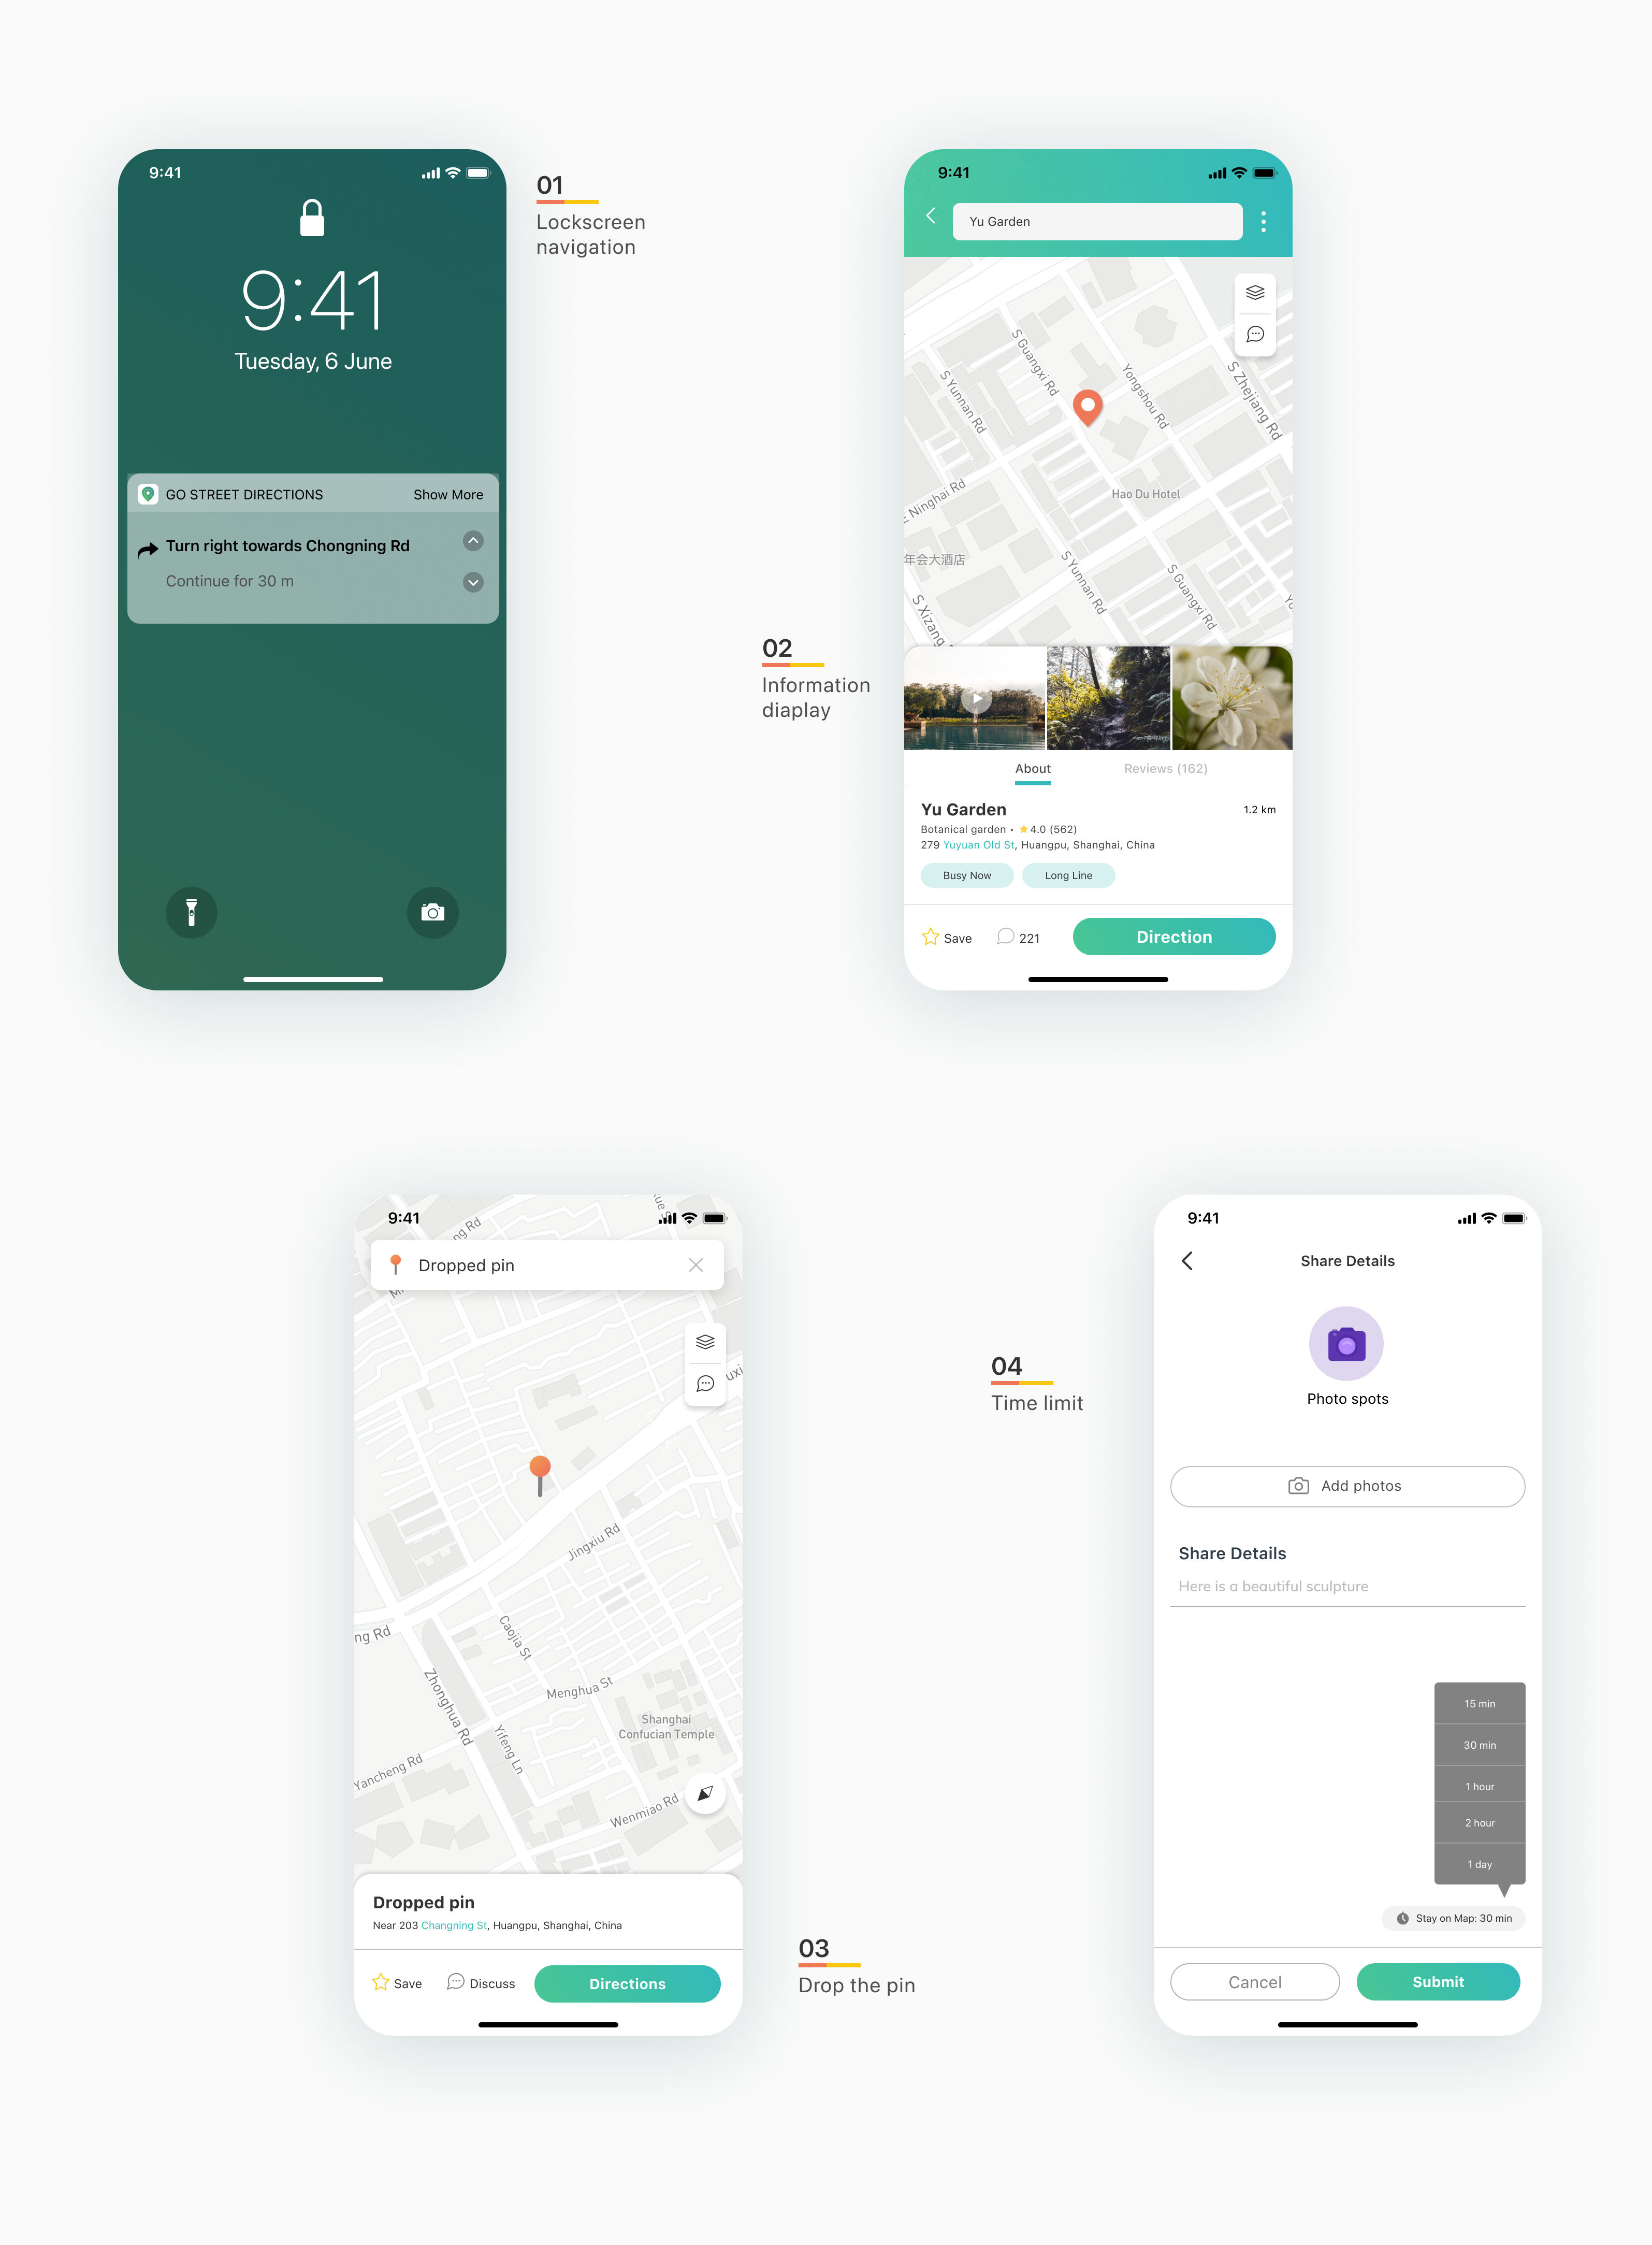 9:41
9:41
Tuesday, 6 June
GO STREET DIRECTIONS
Show More
Turn right towards Chongning Rd
Continue for 30 m
01
Lockscreen
navigation
9:41
Yu Garden
S Guangxi Rd
S Yunnan Rd
Yongshou Rd
S Zhejiang Rd
E Ninghai Rd
Hao Du Hotel
年会大酒店
S Yunnan Rd
S Guangxi Rd
S Xizang
Yo
02
Information
diaplay
About
Reviews (162)
Yu Garden
1.2 km
Botanical garden • 4.0 (562)
279 Yuyuan Old St, Huangpu, Shanghai, China
Busy Now
Long Line
Save
221
Direction
9:41
ng Rd
Dropped pin
uxi
Jingxiu Rd
Caojia St
ng Rd
Zhonghua Rd
Menghua St
Shanghai
Confucian Temple
Yifeng Ln
Yancheng Rd
Wenmiao Rd
Dropped pin
Near 203 Changning St, Huangpu, Shanghai, China
Save
Discuss
Directions
03
Drop the pin
04
Time limit
9:41
Share Details
Photo spots
Add photos
Share Details
Here is a beautiful sculpture
15 min
30 min
1 hour
2 hour
1 day
Stay on Map: 30 min
Cancel
Submit